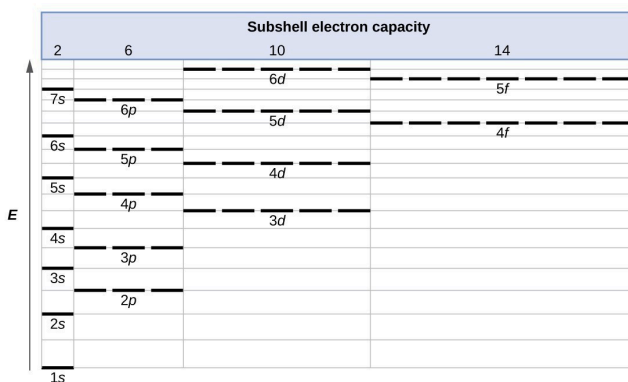 Subshell electron capacity
2 6 10 14
6d
5f
7s
6p
5d
4f
6s
5p
4d
5s
4p
E
3d
4s
3p
3s
2p
2s
1s